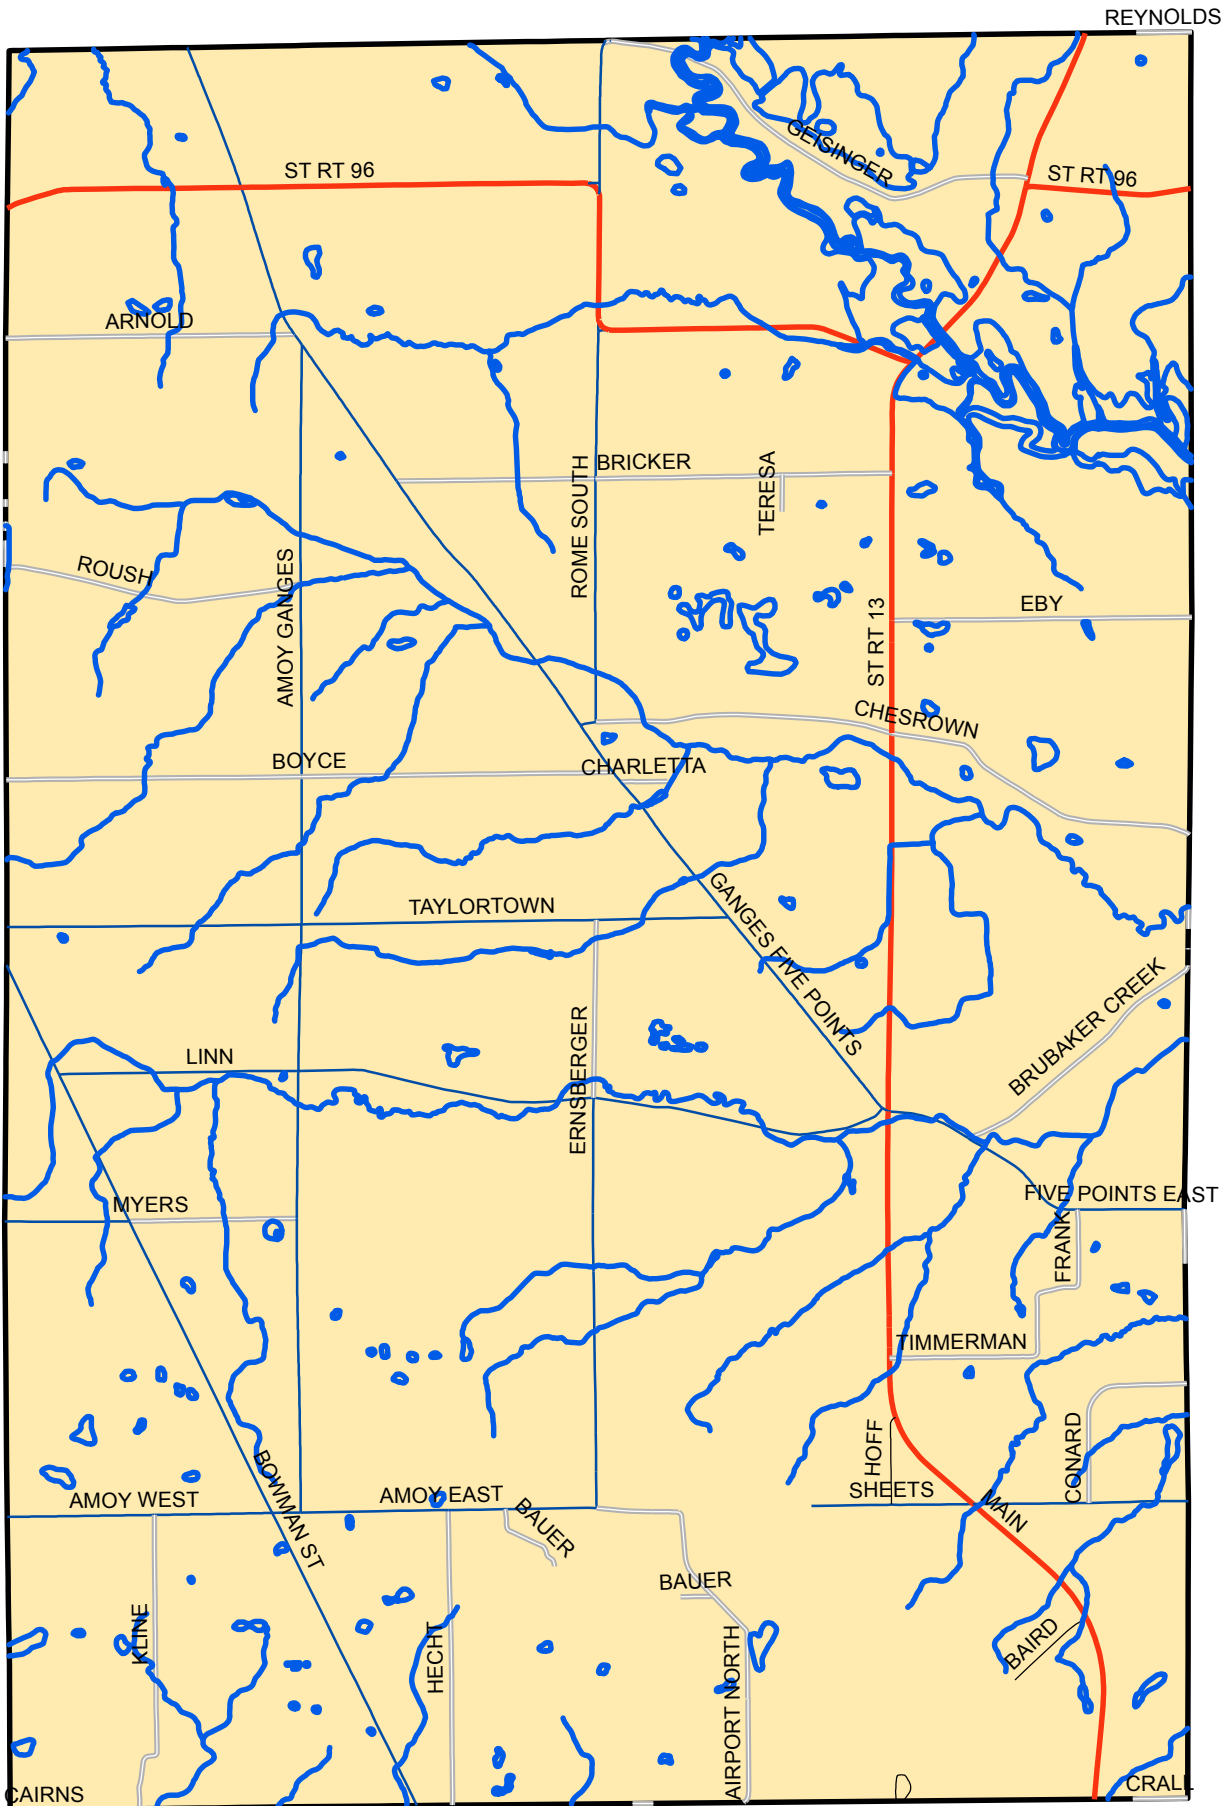 REYNOLDS
GEISINGER
ST RT 96
ST RT 96
ARNOLD
BRICKER
TERESA
ROME SOUTH
ROUSH
AMOY GANGES
EBY
ST RT 13
CHESROWN
BOYCE
CHARLETTA
TAYLORTOWN
GANGES FIVE POINTS
BRUBAKER CREEK
ERNSBERGER
LINN
FIVE POINTS EAST
MYERS
FRANK
TIMMERMAN
HOFF
CONARD
SHEETS
MAIN
BOWMAN ST
AMOY WEST
AMOY EAST
BAUER
BAUER
KLINE
HECHT
AIRPORT NORTH
BAIRD
CAIRNS
CRALL